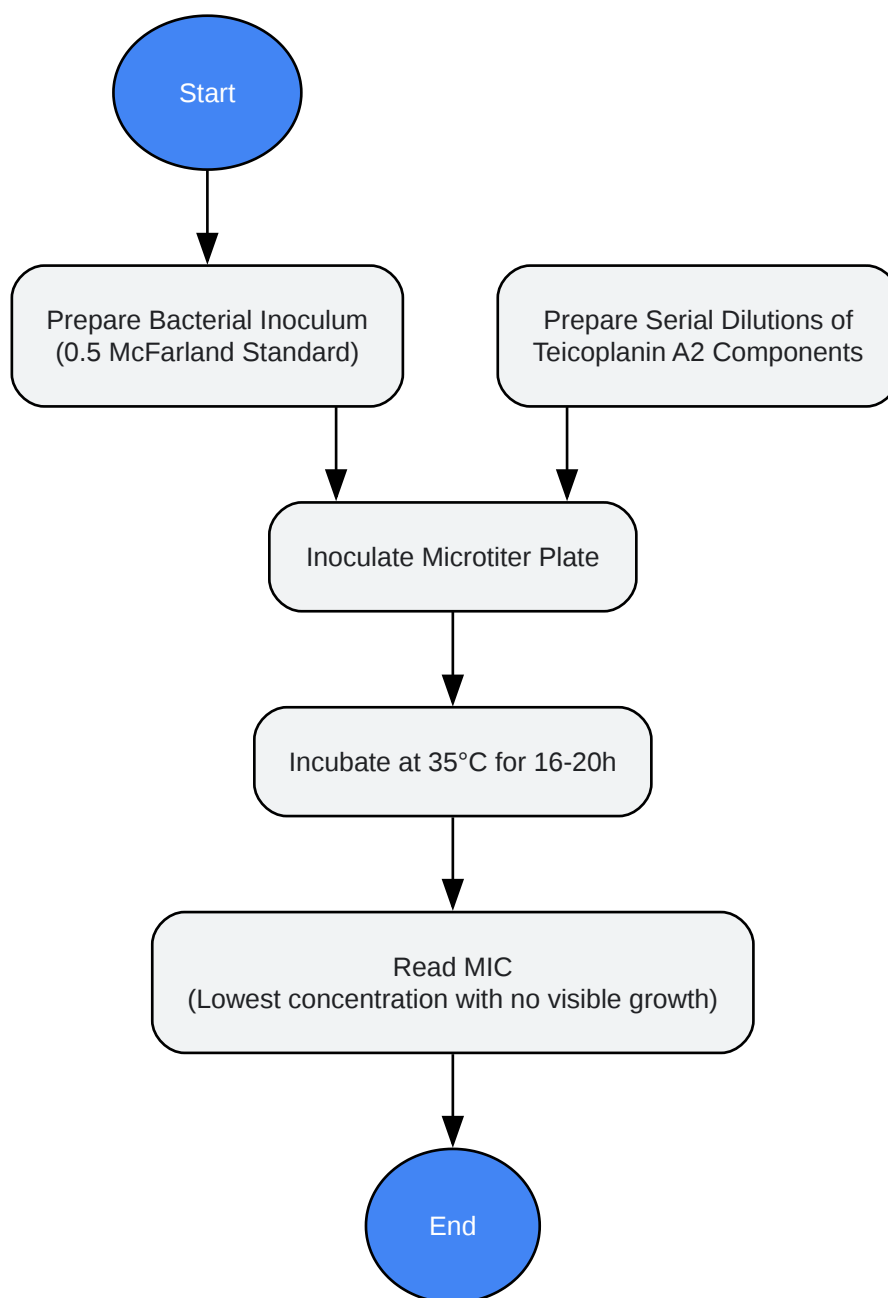 Start
Prepare Bacterial Inoculum
(0.5 McFarland Standard)
Prepare Serial Dilutions of
Teicoplanin A2 Components
Inoculate Microtiter Plate
Incubate at 35°C for 16-20h
Read MIC
(Lowest concentration with no visible growth)
End